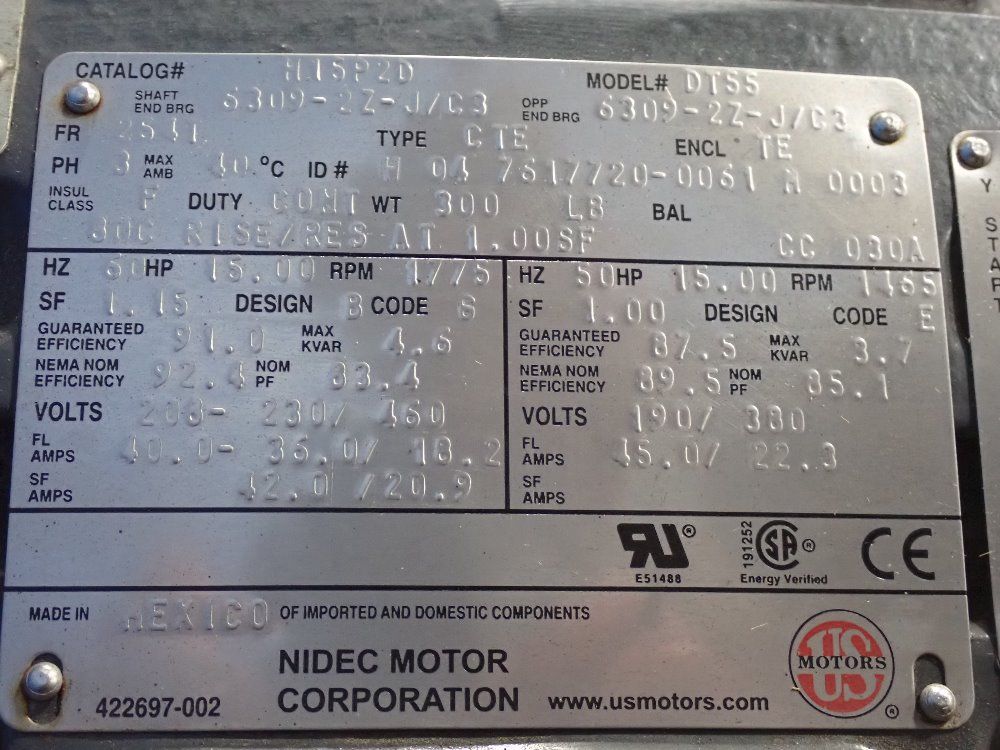 CATALOG# H15P2D MODEL# DT55
SHAFT END BRG 6309-2Z-J/C3 OPP END BRG 6309-2Z-J/C3
FR TYPE CTE ENCL TE
PH 3 MAX AMB 40 °C ID# H 04 7617720-0061 M 0003
INSUL CLASS F DUTY CONT WT 300 LB BAL
80C RISE/RES AT 1.00SF CC 030A
HZ 60 HP 15.00 RPM 1775
SF 1.15 DESIGN B CODE G
GUARANTEED EFFICIENCY 91.0 MAX KVAR 4.6
NEMA NOM EFFICIENCY 92.4 NOM PF 83.4
VOLTS 208- 230/ 460
FL AMPS 40.0- 36.0/ 18.2
SF AMPS 42.0 /20.9
HZ 50 HP 15.00 RPM 1465
SF 1.00 DESIGN CODE E
GUARANTEED EFFICIENCY 87.5 MAX KVAR 3.7
NEMA NOM EFFICIENCY 89.5 NOM PF 85.1
VOLTS 190/ 380
FL AMPS 45.0/ 22.3
SF AMPS
RU ®
E51488
191252
SA ®
Energy Verified
CE
MADE IN MEXICO OF IMPORTED AND DOMESTIC COMPONENTS
NIDEC MOTOR
CORPORATION
422697-002
www.usmotors.com
US
MOTORS
®
Y
S
T
A
P
T